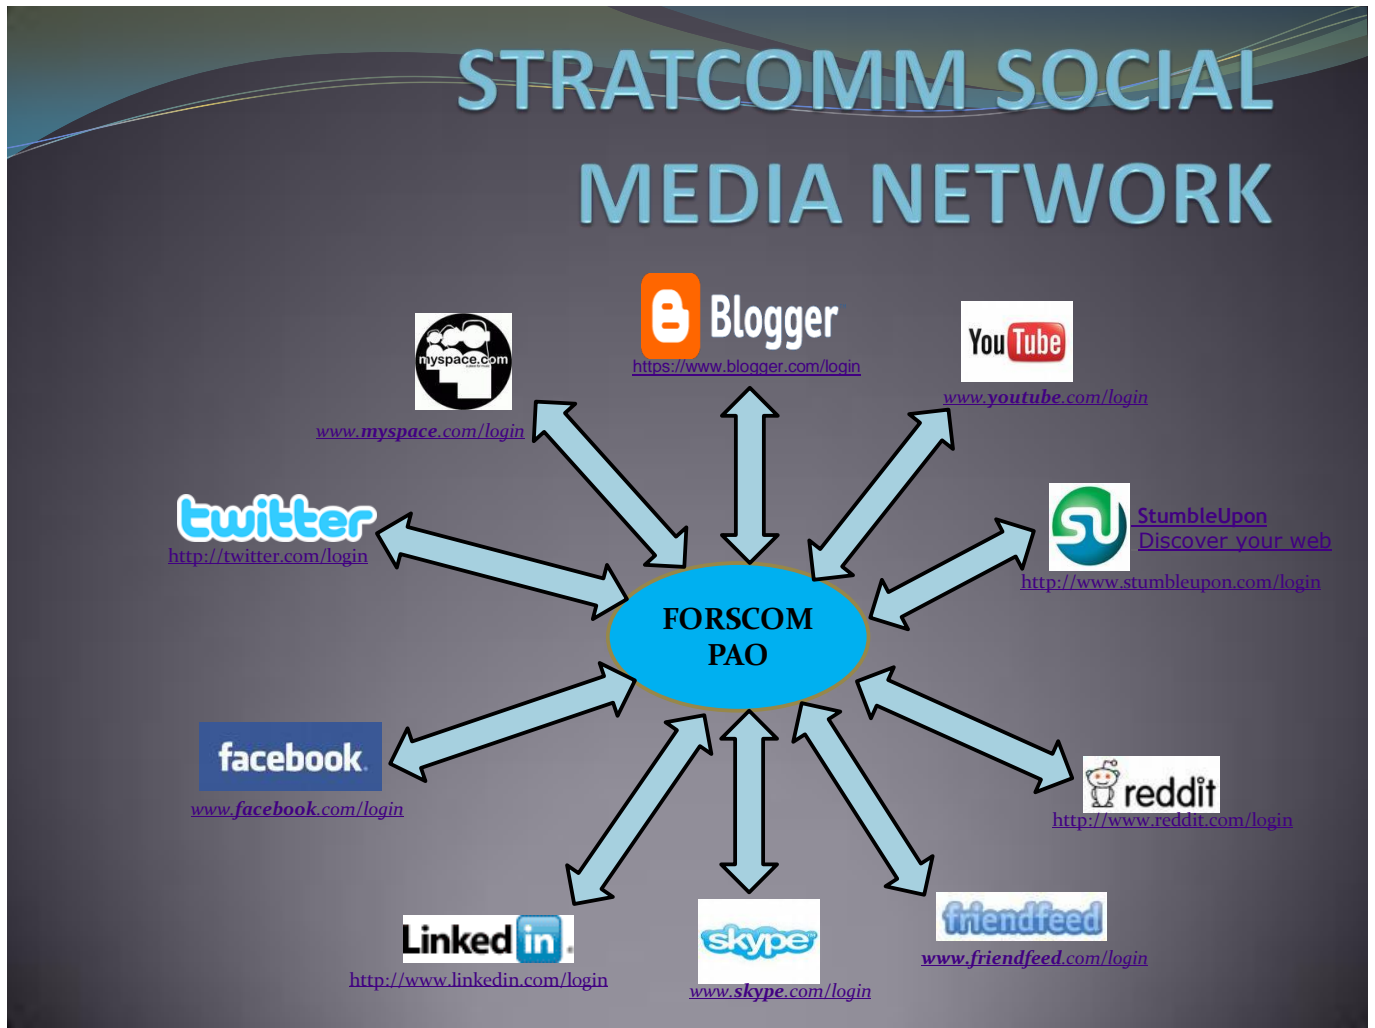 STRATCOMM SOCIAL
MEDIA NETWORK
Blogger
https://www.blogger.com/login
myspace.com
www.myspace.com/login
You Tube
www.youtube.com/login
twitter
http://twitter.com/login
StumbleUpon
Discover your web
http://www.stumbleupon.com/login
FORSCOM
PAO
facebook.
www.facebook.com/login
reddit
http://www.reddit.com/login
Linked in
http://www.linkedin.com/login
skype
www.skype.com/login
friendfeed
www.friendfeed.com/login